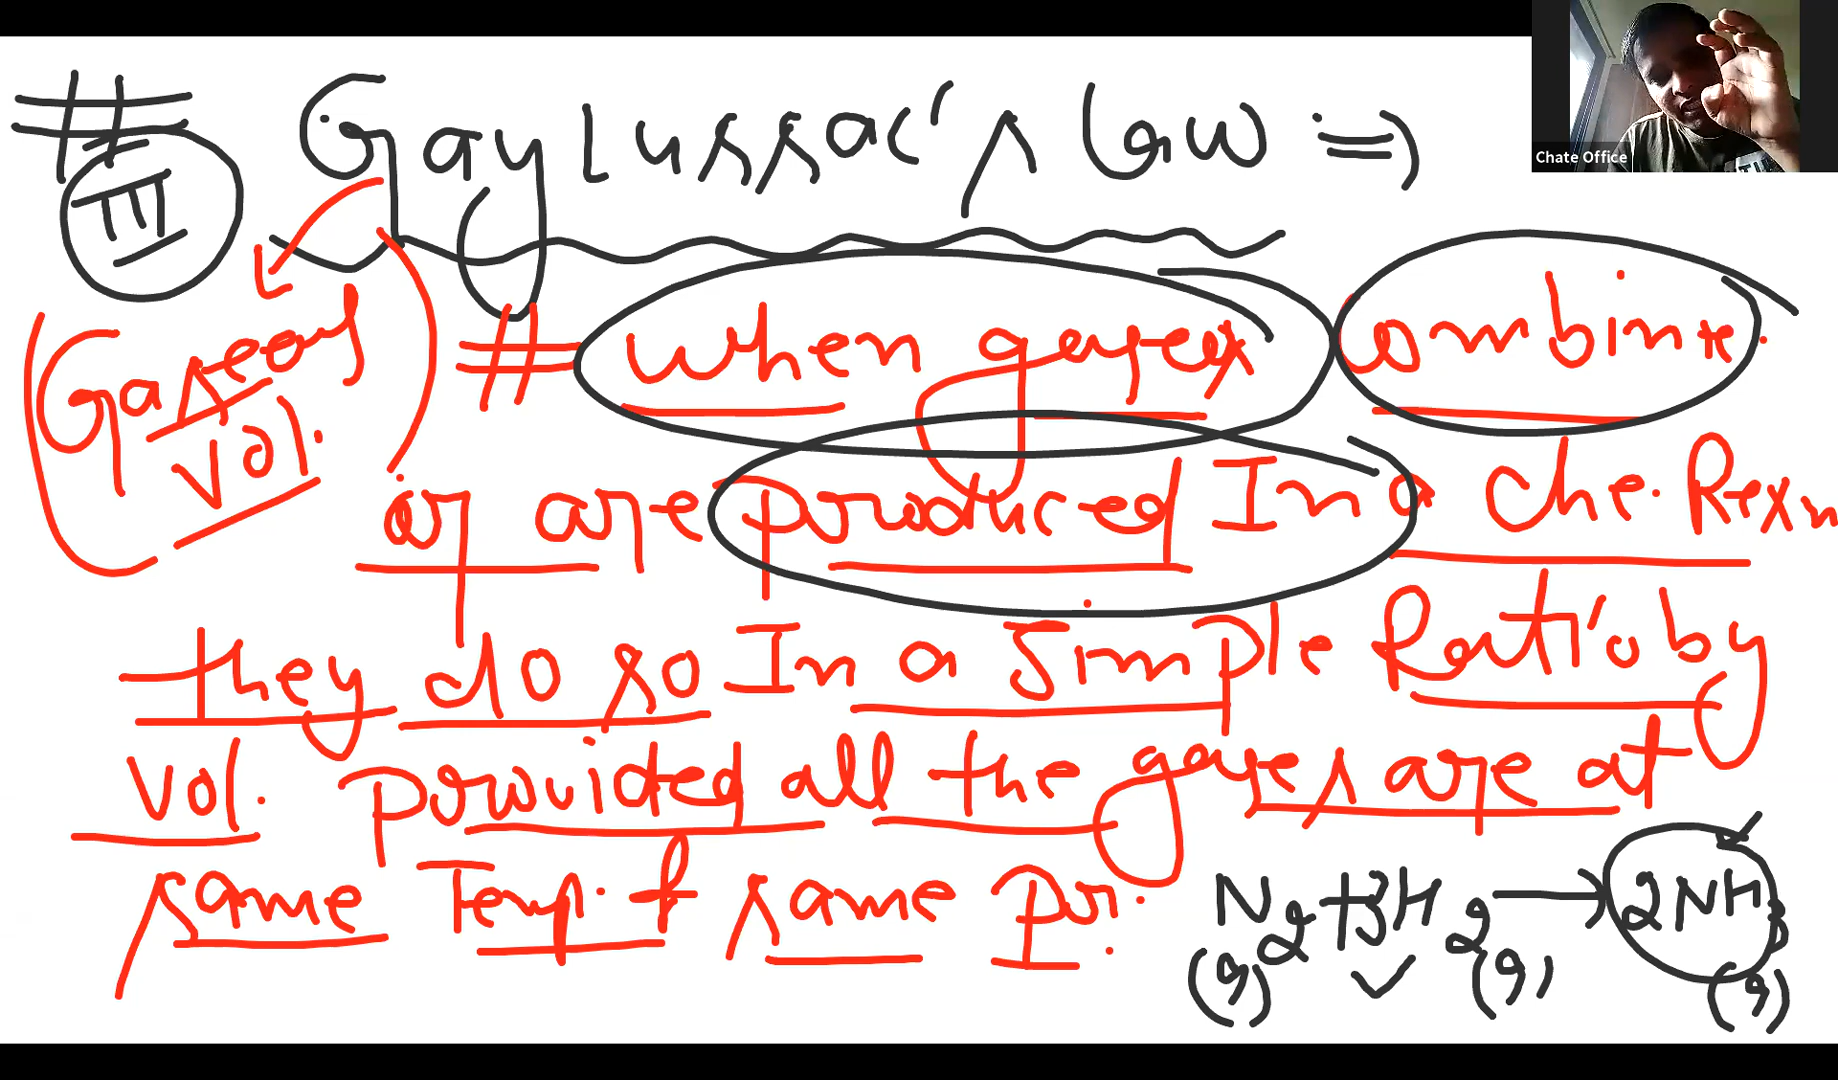 # III Gay Lussac's Law ⇒
Chate Office
Gaseous
Vol.
# When gases combine.
or are produced In a Che. Rexn
they do so In a Simple Ratio by
Vol. provided all the gases are at
same Temp. & same pr.
N2 + 3H2 → 2NH3
(g) (g) (g)